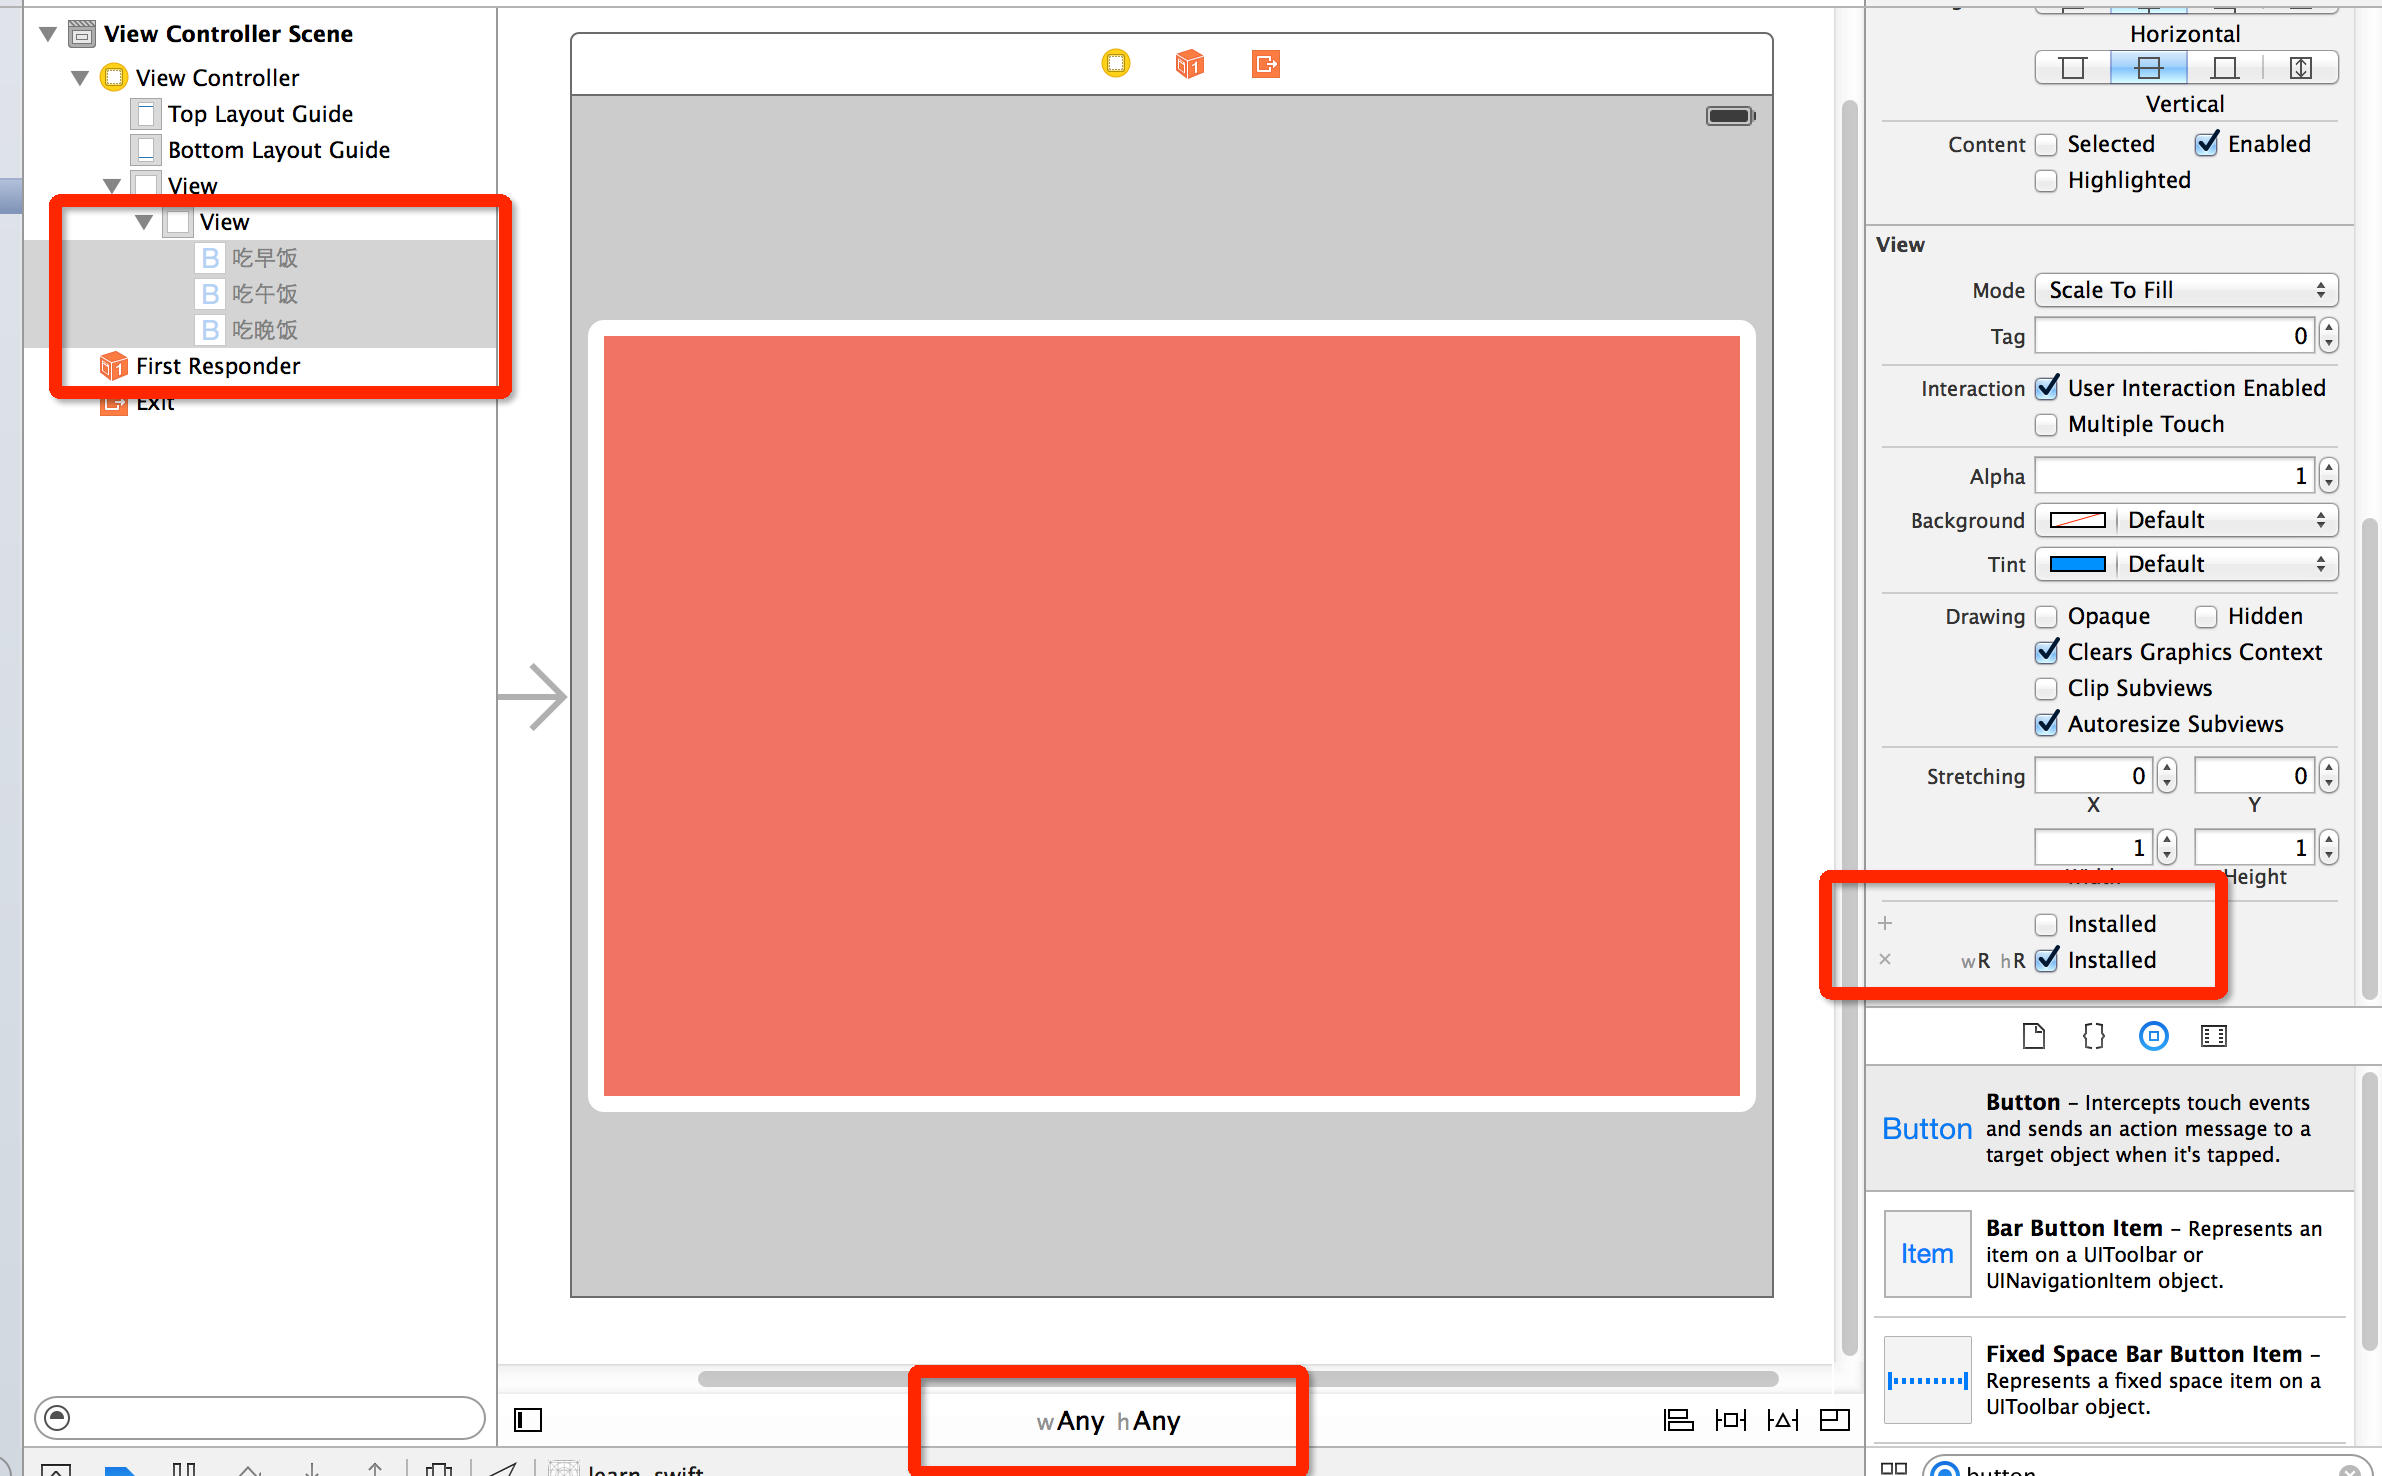 View Controller Scene
View Controller
Top Layout Guide
Bottom Layout Guide
View
View
B 吃早饭
B 吃午饭
B 吃晚饭
First Responder
Exit
wAny hAny
learn_swift
Horizontal
Vertical
Content Selected Enabled
Highlighted
View
Mode Scale To Fill
Tag 0
Interaction User Interaction Enabled
Multiple Touch
Alpha 1
Background Default
Tint Default
Drawing Opaque Hidden
Clears Graphics Context
Clip Subviews
Autoresize Subviews
Stretching 0 0
X Y
1 1
Width Height
+ Installed
× wR hR Installed
Button
Button – Intercepts touch events
and sends an action message to a
target object when it's tapped.
Item
Bar Button Item – Represents an
item on a UIToolbar or
UINavigationItem object.
Fixed Space Bar Button Item –
Represents a fixed space item on a
UIToolbar object.
button